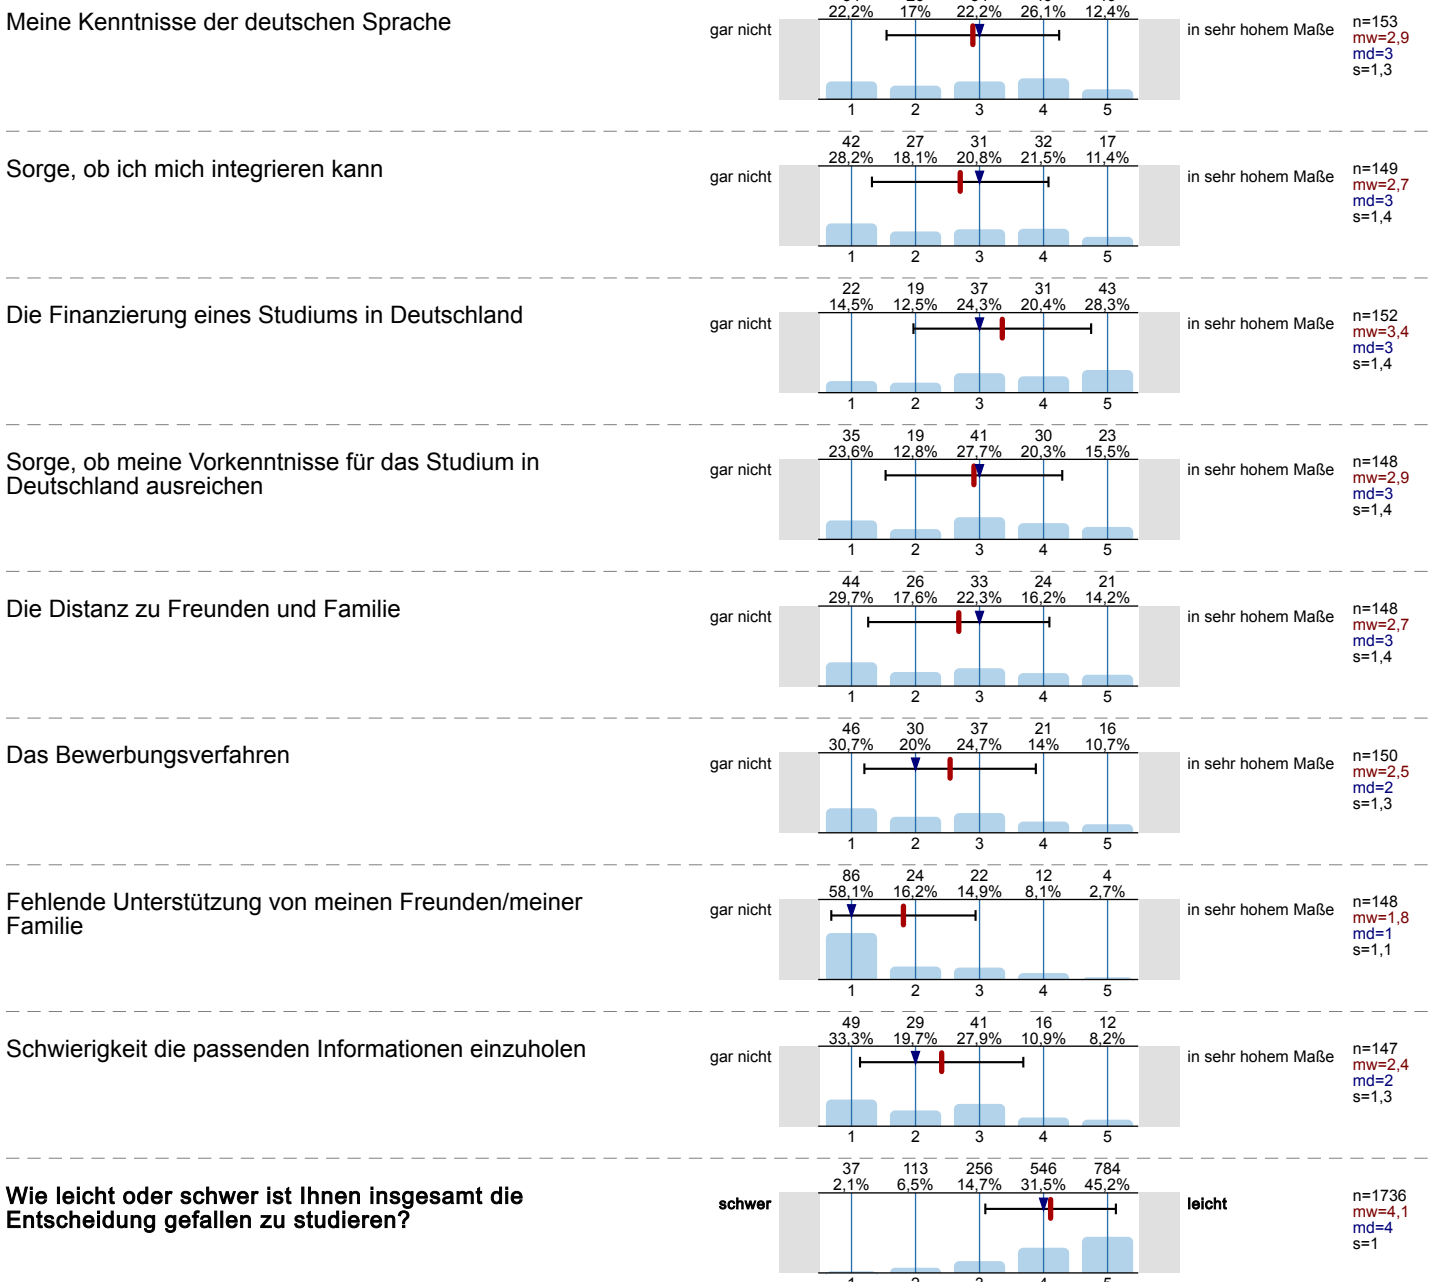 22,2% 17% 22,2% 26,1% 12,4%
Meine Kenntnisse der deutschen Sprache
gar nicht
in sehr hohem Maße
n=153
mw=2,9
md=3
s=1,3
1 2 3 4 5
42 27 31 32 17
28,2% 18,1% 20,8% 21,5% 11,4%
Sorge, ob ich mich integrieren kann
gar nicht
in sehr hohem Maße
n=149
mw=2,7
md=3
s=1,4
1 2 3 4 5
22 19 37 31 43
14,5% 12,5% 24,3% 20,4% 28,3%
Die Finanzierung eines Studiums in Deutschland
gar nicht
in sehr hohem Maße
n=152
mw=3,4
md=3
s=1,4
1 2 3 4 5
35 19 41 30 23
23,6% 12,8% 27,7% 20,3% 15,5%
Sorge, ob meine Vorkenntnisse für das Studium in
Deutschland ausreichen
gar nicht
in sehr hohem Maße
n=148
mw=2,9
md=3
s=1,4
1 2 3 4 5
44 26 33 24 21
29,7% 17,6% 22,3% 16,2% 14,2%
Die Distanz zu Freunden und Familie
gar nicht
in sehr hohem Maße
n=148
mw=2,7
md=3
s=1,4
1 2 3 4 5
46 30 37 21 16
30,7% 20% 24,7% 14% 10,7%
Das Bewerbungsverfahren
gar nicht
in sehr hohem Maße
n=150
mw=2,5
md=2
s=1,3
1 2 3 4 5
86 24 22 12 4
58,1% 16,2% 14,9% 8,1% 2,7%
Fehlende Unterstützung von meinen Freunden/meiner
Familie
gar nicht
in sehr hohem Maße
n=148
mw=1,8
md=1
s=1,1
1 2 3 4 5
49 29 41 16 12
33,3% 19,7% 27,9% 10,9% 8,2%
Schwierigkeit die passenden Informationen einzuholen
gar nicht
in sehr hohem Maße
n=147
mw=2,4
md=2
s=1,3
1 2 3 4 5
37 113 256 546 784
2,1% 6,5% 14,7% 31,5% 45,2%
Wie leicht oder schwer ist Ihnen insgesamt die
Entscheidung gefallen zu studieren?
schwer
leicht
n=1736
mw=4,1
md=4
s=1